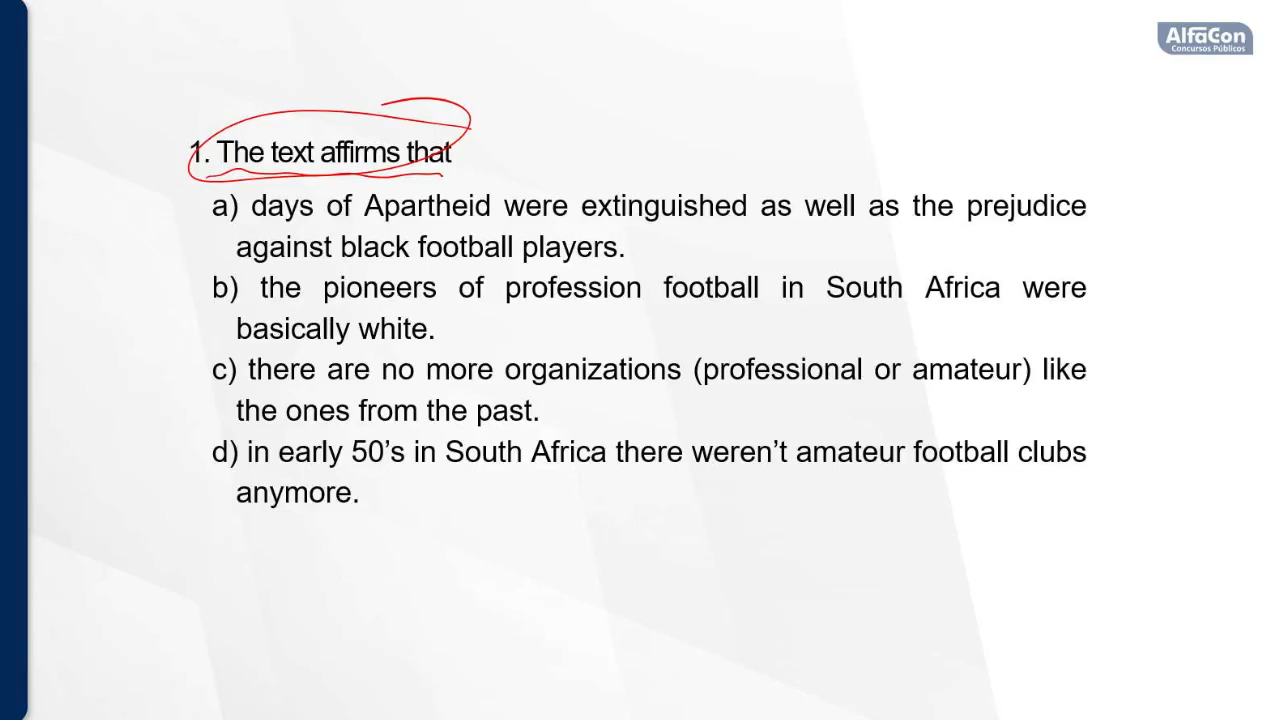 AlfaCon
Concursos Públicos
1. The text affirms that
a) days of Apartheid were extinguished as well as the prejudice
against black football players.
b) the pioneers of profession football in South Africa were
basically white.
c) there are no more organizations (professional or amateur) like
the ones from the past.
d) in early 50’s in South Africa there weren’t amateur football clubs
anymore.